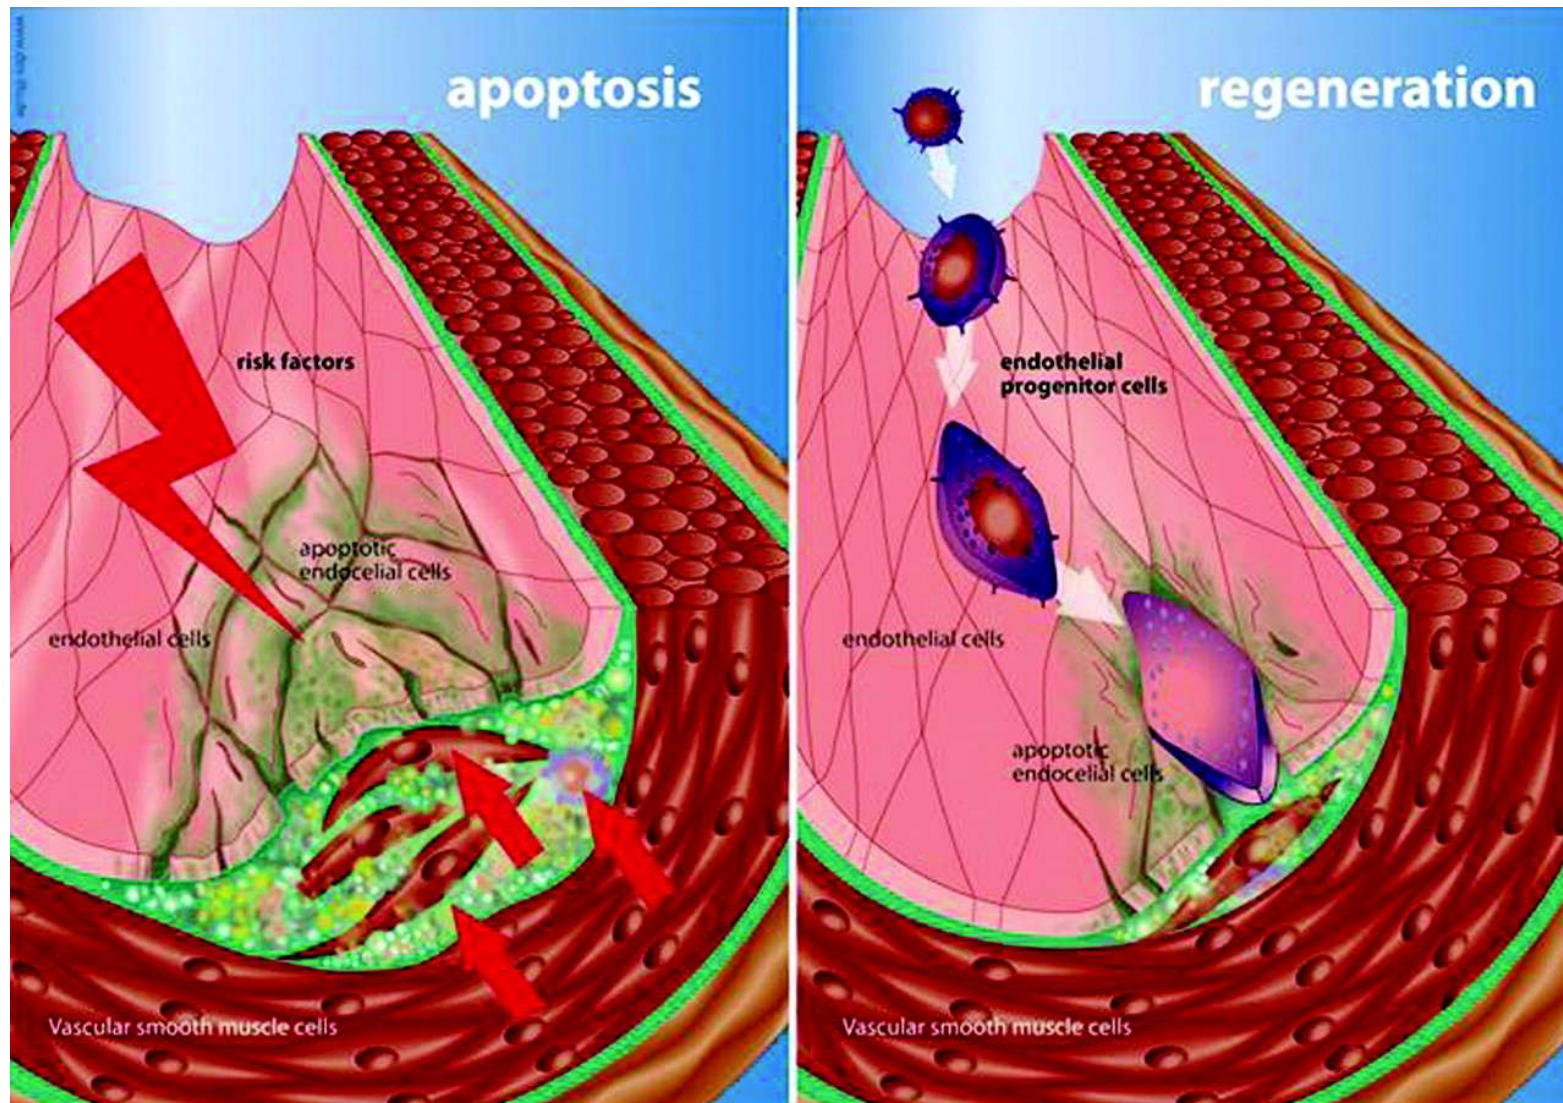 apoptosis
risk factors
apoptotic
endocelial cells
endothelial cells
Vascular smooth muscle cells
regeneration
endothelial
progenitor cells
endothelial cells
apoptotic
endocelial cells
Vascular smooth muscle cells